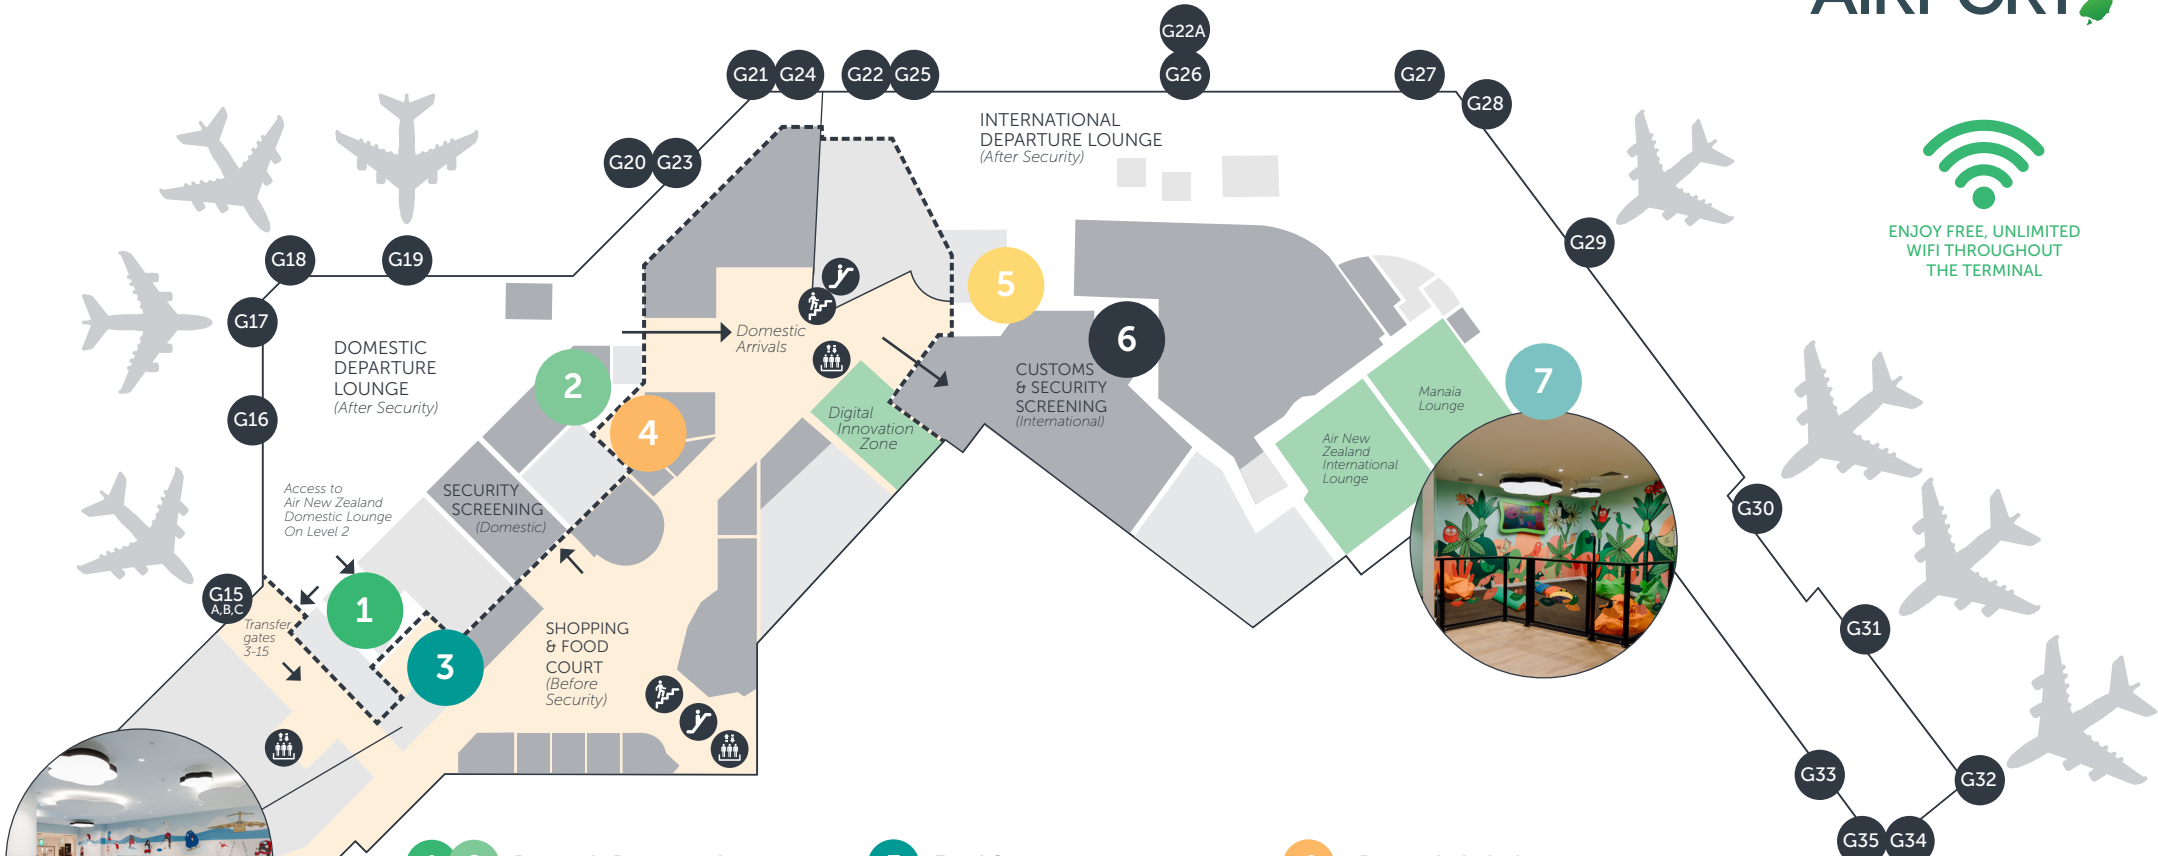 AIRPORT
G22A
G21 G24 G22 G25 G26 G27
G28
INTERNATIONAL
DEPARTURE LOUNGE
(After Security)
G20 G23
G29
G18 G19
G17
G16
ENJOY FREE, UNLIMITED
WIFI THROUGHOUT
THE TERMINAL
DOMESTIC
DEPARTURE
LOUNGE
(After Security)
Domestic
Arrivals
5
6
7
2
4
CUSTOMS
& SECURITY
SCREENING
(International)
Manaia
Lounge
Digital
Innovation
Zone
Air New
Zealand
International
Lounge
SECURITY
SCREENING
(Domestic)
Access to
Air New Zealand
Domestic Lounge
On Level 2
G30
G15
A,B,C
1
Transfer
gates
3-15
3
SHOPPING
& FOOD
COURT
(Before
Security)
G31
G33
G32
G35 G34